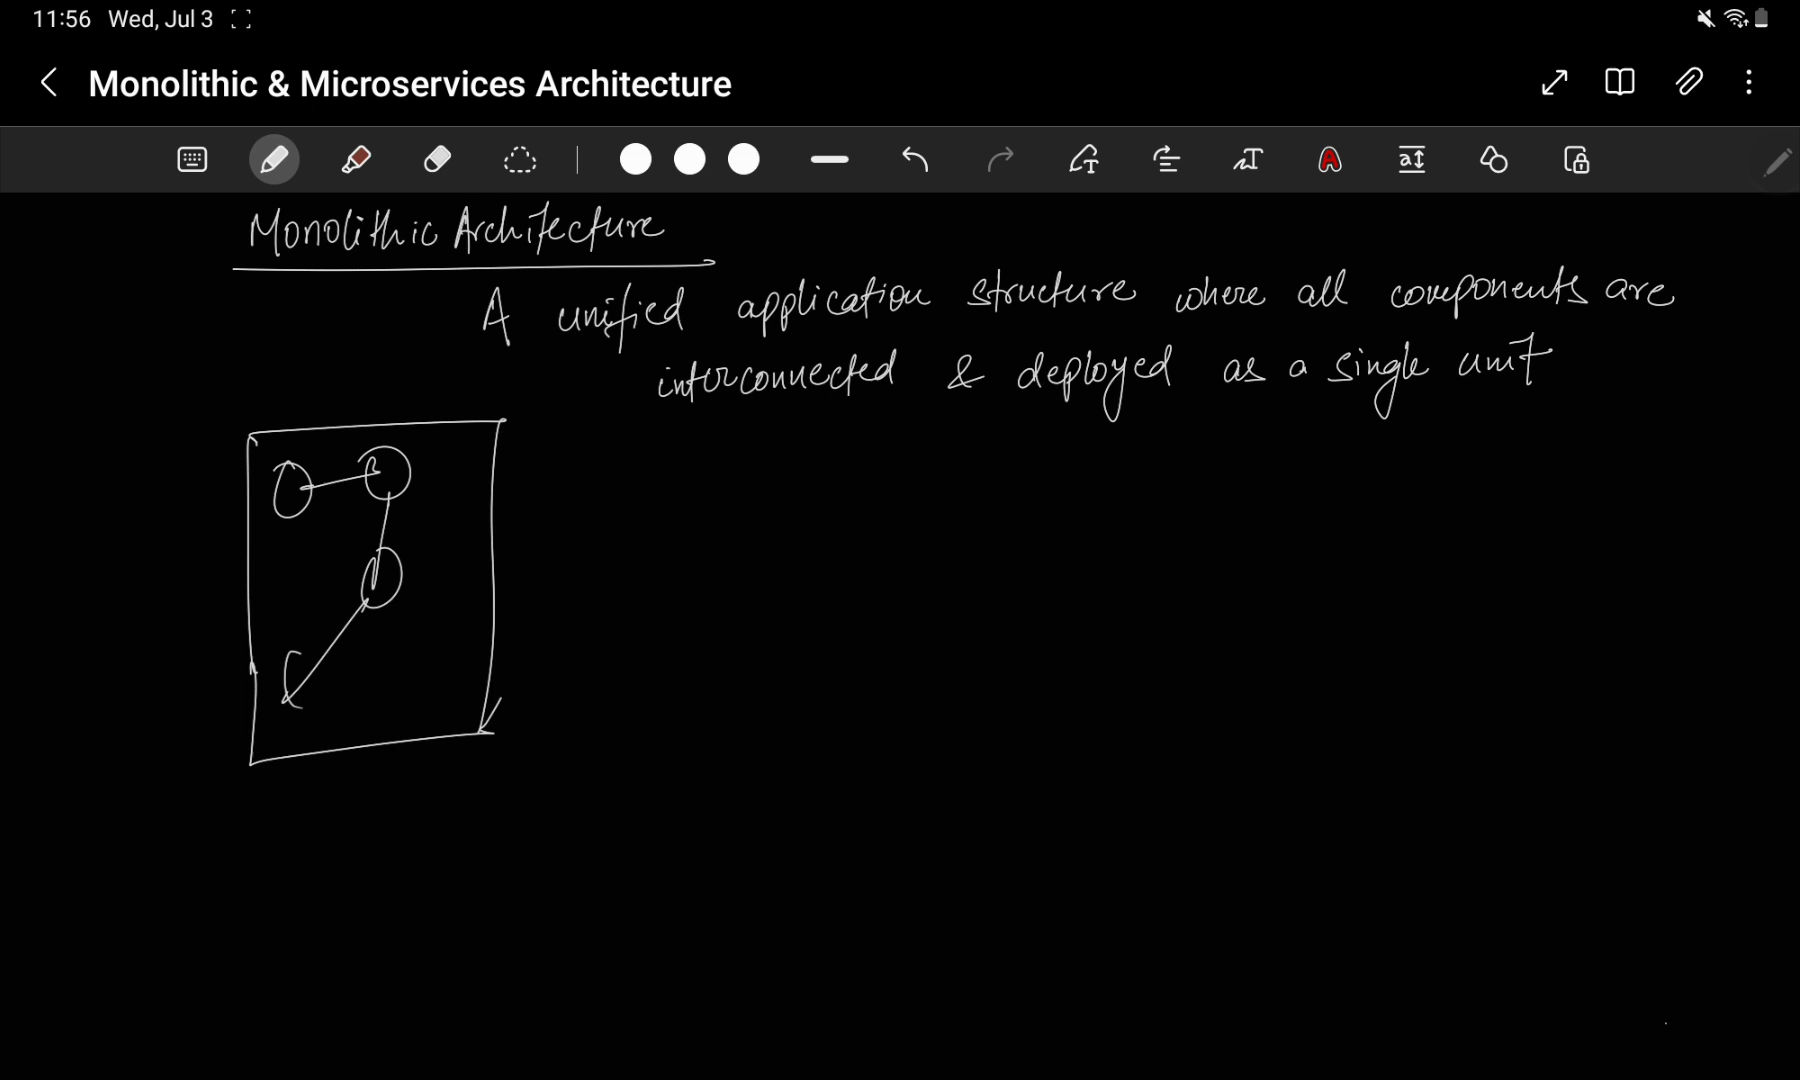 11:56 Wed, Jul 3
Monolithic & Microservices Architecture
Monolithic Architecture
A unified application structure where all components are
interconnected & deployed as a single unit